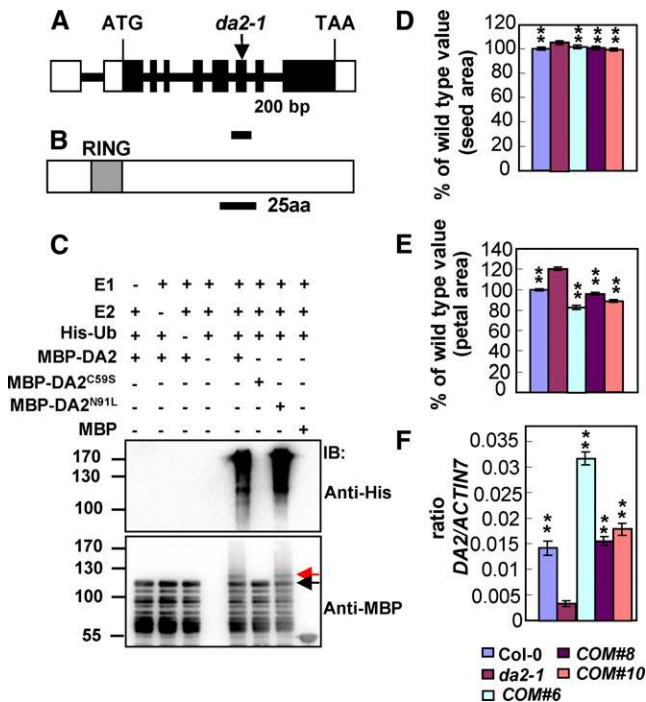 A
ATG
da2-1
TAA
200 bp
B
RING
25aa
C
E1 - + + + + + + +
E2 + - + + + + + +
His-Ub + + - + + + + +
MBP-DA2 + + + - + - - -
MBP-DA2C59S - - - - - + - -
MBP-DA2N91L - - - - - - + -
MBP - - - - - - - +
IB:
170
130
100
Anti-His
170
130
100
55
Anti-MBP
D
% of wild type value
(seed area)
120
100
80
60
40
20
0
** ** ** **
E
% of wild type value
(petal area)
140
120
100
80
60
40
20
0
** ** ** **
F
ratio
DA2/ACTIN7
0.035
0.03
0.025
0.02
0.015
0.01
0.005
0
** ** ** **
Col-0
COM#8
da2-1
COM#10
COM#6